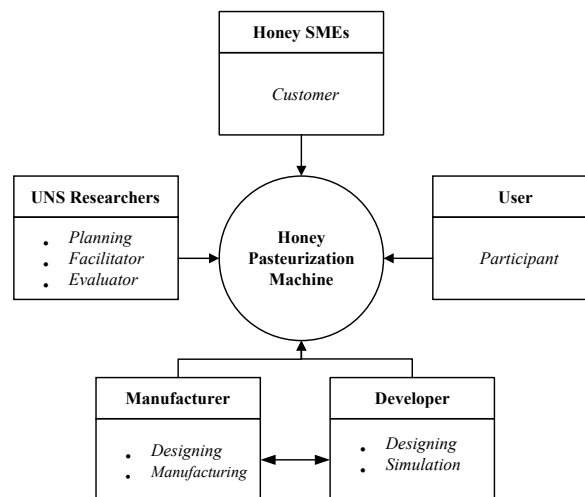 Honey SMEs
Customer
UNS Researchers
• Planning
• Facilitator
• Evaluator
Honey
Pasteurization
Machine
User
Participant
Manufacturer
• Designing
• Manufacturing
Developer
• Designing
• Simulation